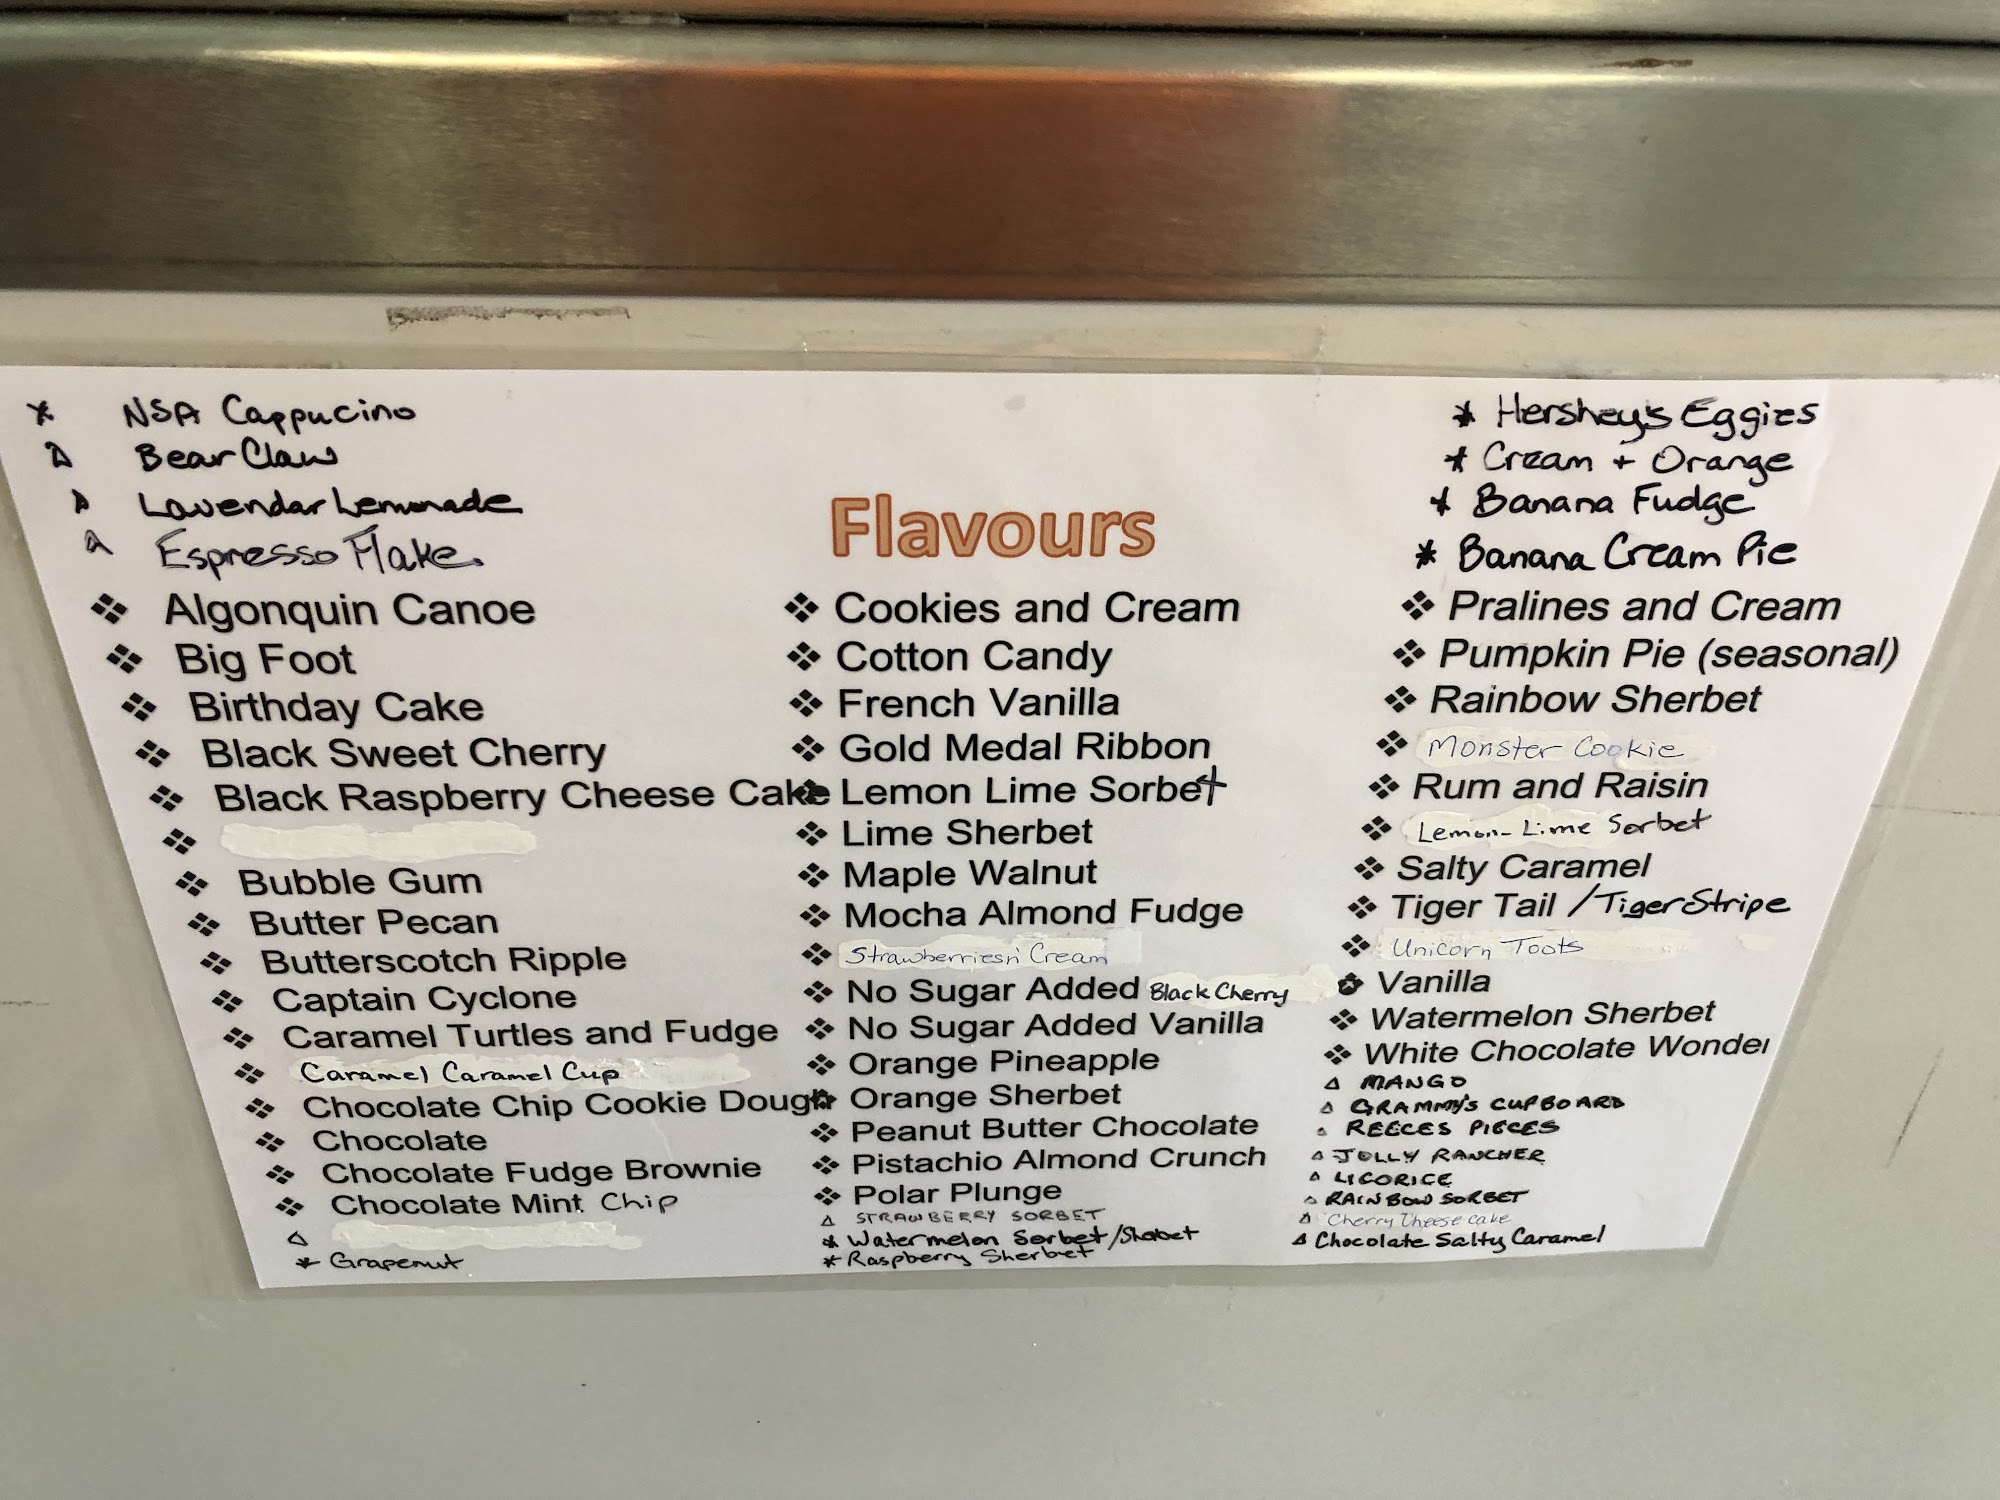 NSA Cappucino
Bear Claw
Lavendar Lemonade
Espresso Flake
Algonquin Canoe
Big Foot
Birthday Cake
Black Sweet Cherry
Black Raspberry Cheese Cake
Bubble Gum
Butter Pecan
Butterscotch Ripple
Captain Cyclone
Caramel Turtles and Fudge
Caramel Caramel Cup
Chocolate Chip Cookie Dough
Chocolate
Chocolate Fudge Brownie
Chocolate Mint Chip
Grapenut
Flavours
Cookies and Cream
Cotton Candy
French Vanilla
Gold Medal Ribbon
Lemon Lime Sorbet
Lime Sherbet
Maple Walnut
Mocha Almond Fudge
Strawberries n' Cream
No Sugar Added Black Cherry
No Sugar Added Vanilla
Orange Pineapple
Orange Sherbet
Peanut Butter Chocolate
Pistachio Almond Crunch
Polar Plunge
STRAWBERRY SORBET
Watermelon Sorbet/Sherbet
Raspberry Sherbet
Hershey's Eggies
Cream + Orange
Banana Fudge
Banana Cream Pie
Pralines and Cream
Pumpkin Pie (seasonal)
Rainbow Sherbet
Monster Cookie
Rum and Raisin
Lemon-Lime Sorbet
Salty Caramel
Tiger Tail / Tiger Stripe
Unicorn Toots
Vanilla
Watermelon Sherbet
White Chocolate Wonder
MANGO
GRAMMY'S CUPBOARD
REECES PIECES
JOLLY RANCHER
LICORICE
RAINBOW SORBET
Cherry Cheese cake
Chocolate Salty Caramel